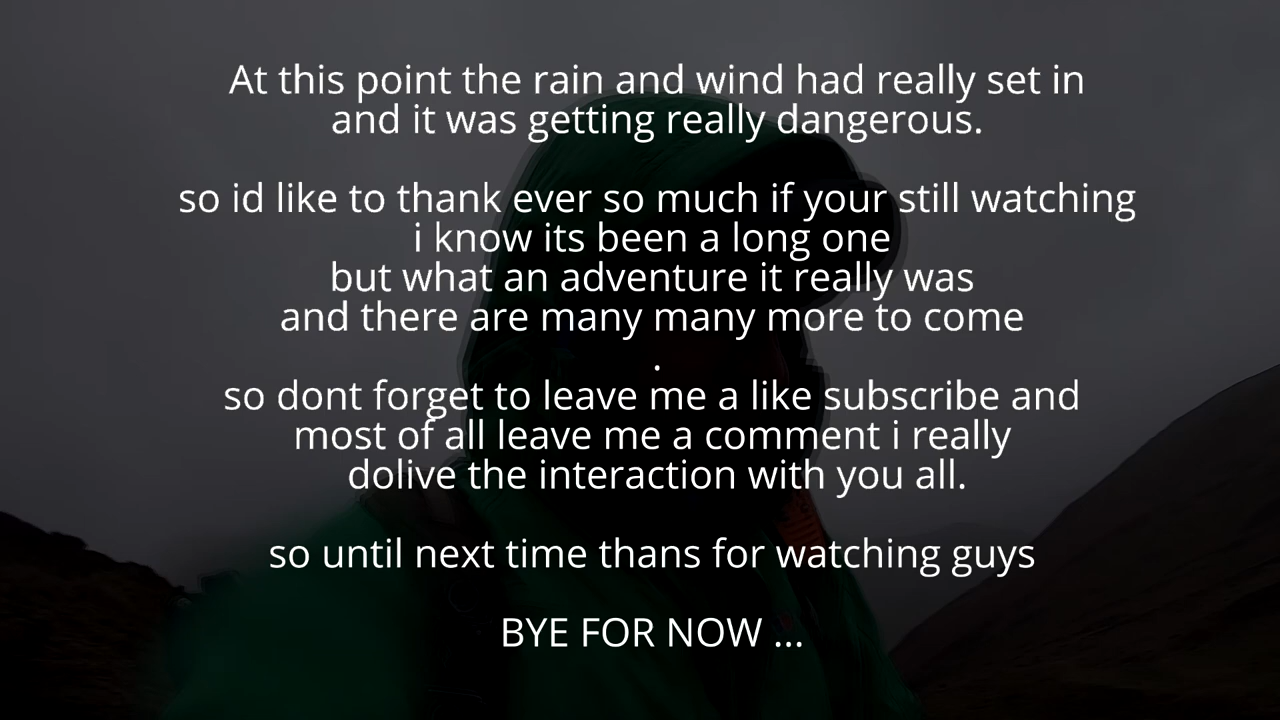 At this point the rain and wind had really set in
and it was getting really dangerous.
so id like to thank ever so much if your still watching
i know its been a long one
but what an adventure it really was
and there are many many more to come
.
so dont forget to leave me a like subscribe and
most of all leave me a comment i really
dolive the interaction with you all.
so until next time thans for watching guys
BYE FOR NOW ...